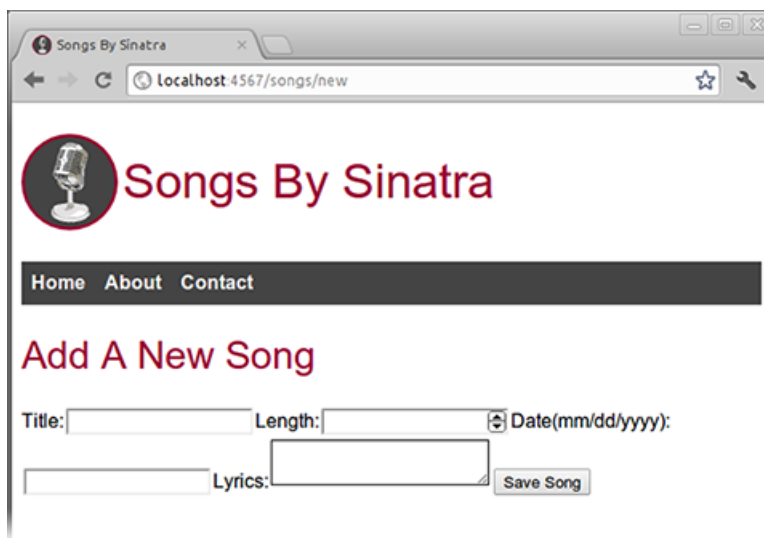 Songs By Sinatra
localhost:4567/songs/new
Songs By Sinatra
Home About Contact
Add A New Song
Title: Length: Date(mm/dd/yyyy):
Lyrics: Save Song